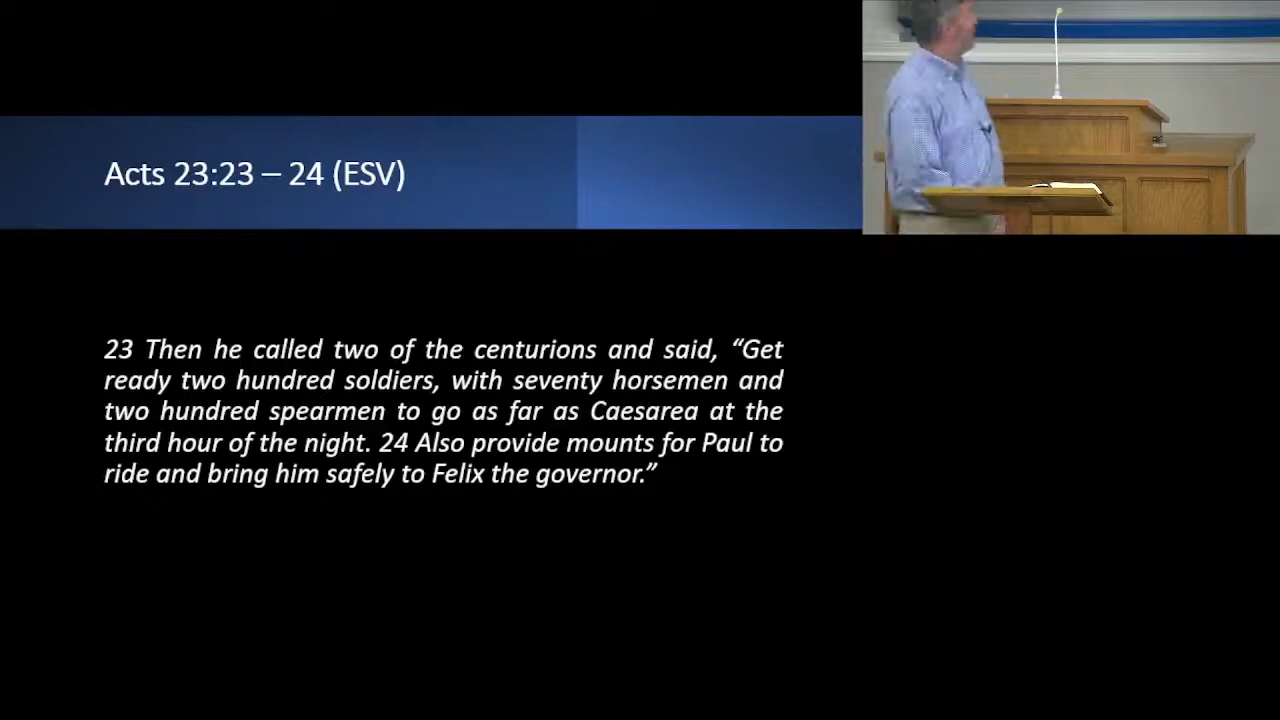 Acts 23:23 – 24 (ESV)
23 Then he called two of the centurions and said, “Get
ready two hundred soldiers, with seventy horsemen and
two hundred spearmen to go as far as Caesarea at the
third hour of the night. 24 Also provide mounts for Paul to
ride and bring him safely to Felix the governor.”